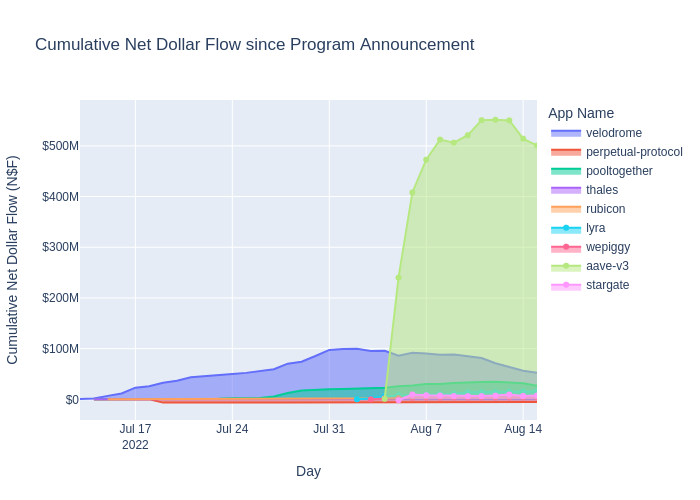 Cumulative Net Dollar Flow since Program Announcement
App Name
velodrome
perpetual-protocol
pooltogether
thales
rubicon
lyra
wepiggy
aave-v3
stargate
Cumulative Net Dollar Flow (N$F)
$500M
$400M
$300M
$200M
$100M
$0
Jul 17
2022
Jul 24
Jul 31
Aug 7
Aug 14
Day